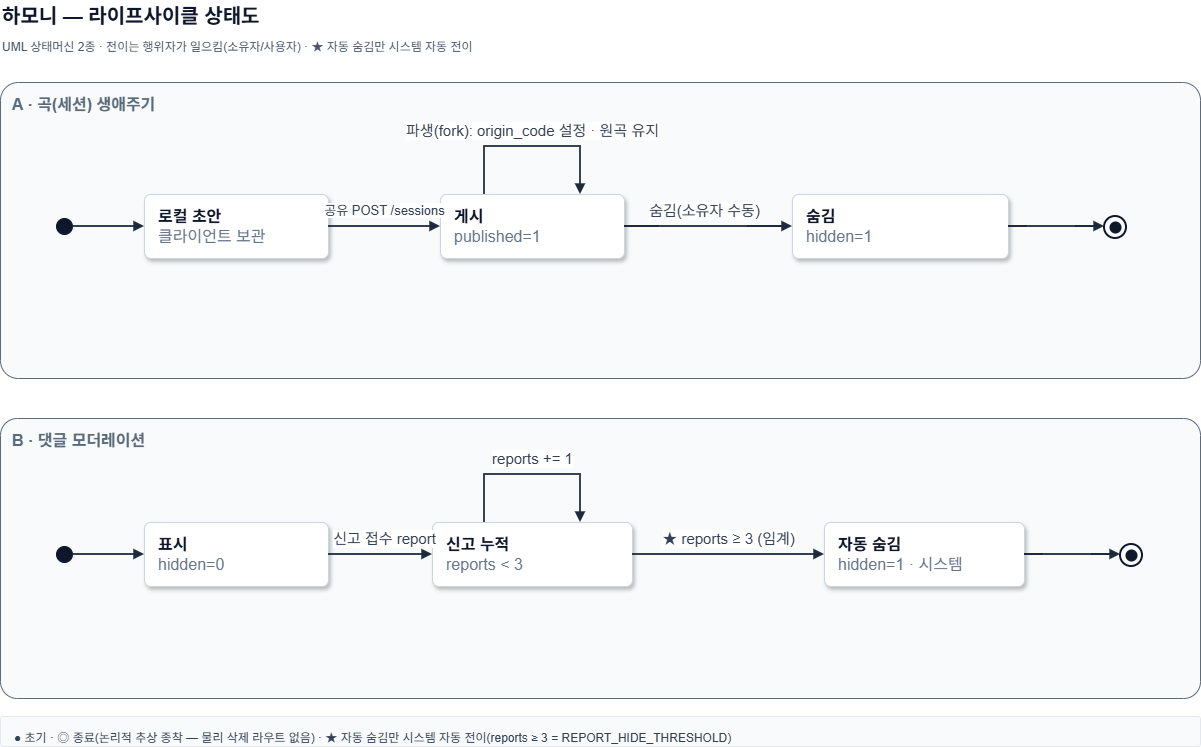 하모니 — 라이프사이클 상태도
UML 상태머신 2종 · 전이는 행위자가 일으킴(소유자/사용자) · ★ 자동 숨김만 시스템 자동 전이
A · 곡(세션) 생애주기
파생(fork): origin_code 설정 · 원곡 유지
로컬 초안
클라이언트 보관
공유 POST /sessions
게시
published=1
숨김(소유자 수동)
숨김
hidden=1
B · 댓글 모더레이션
reports += 1
표시
hidden=0
신고 접수 report
신고 누적
reports < 3
★ reports ≥ 3 (임계)
자동 숨김
hidden=1 · 시스템
● 초기 · ◎ 종료(논리적 추상 종착 — 물리 삭제 라우트 없음) · ★ 자동 숨김만 시스템 자동 전이(reports ≥ 3 = REPORT_HIDE_THRESHOLD)